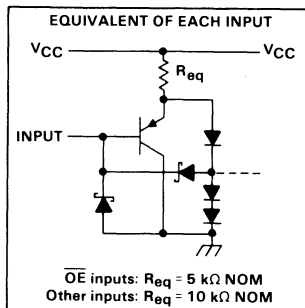 EQUIVALENT OF EACH INPUT
VCC VCC
Req
INPUT
O̅E̅ inputs: Req = 5 kΩ NOM
Other inputs: Req = 10 kΩ NOM